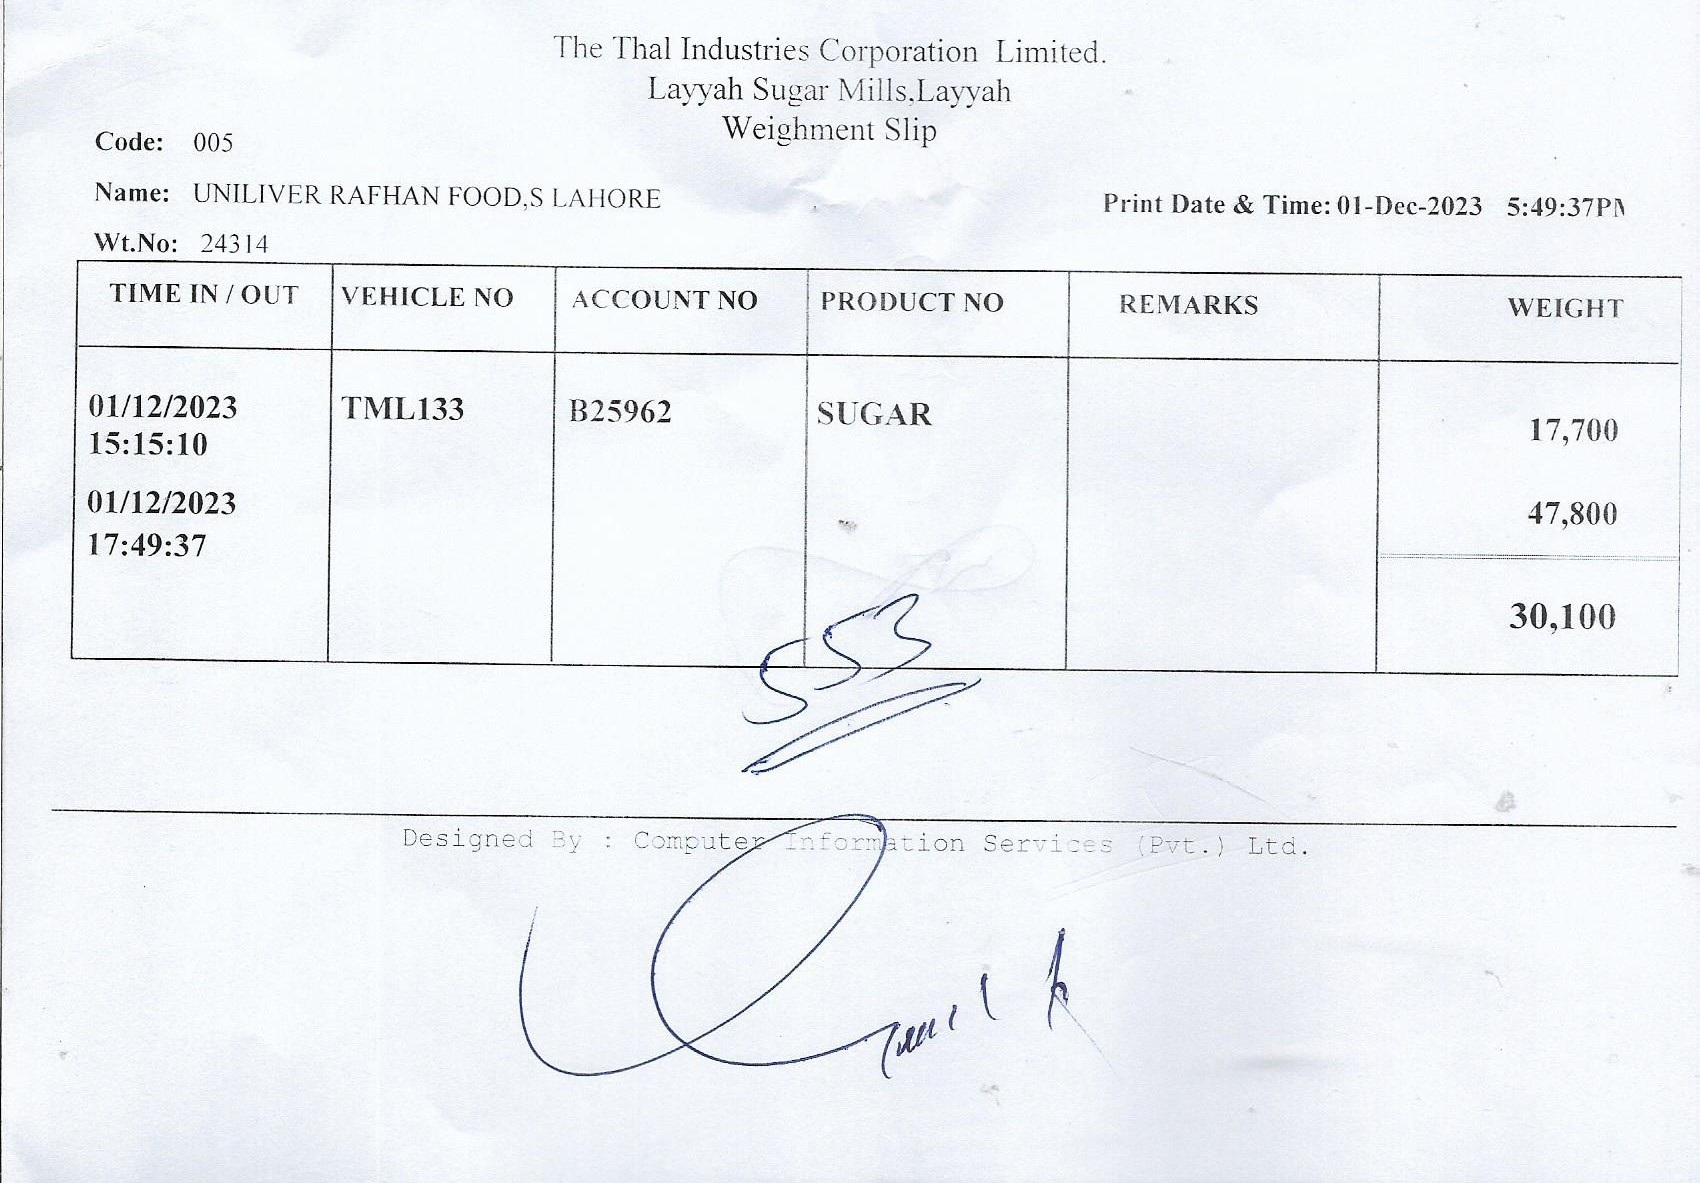 The Thal Industries Corporation Limited.
Layyah Sugar Mills,Layyah
Weighment Slip
Code: 005
Name: UNILIVER RAFHAN FOOD,S LAHORE
Print Date & Time: 01-Dec-2023 5:49:37PM
Wt.No: 24314
TIME IN / OUT VEHICLE NO ACCOUNT NO PRODUCT NO REMARKS WEIGHT
01/12/2023 TML133 B25962 SUGAR 17,700
15:15:10
01/12/2023 47,800
17:49:37
30,100
553
Designed By : Computer Information Services (Pvt.) Ltd.